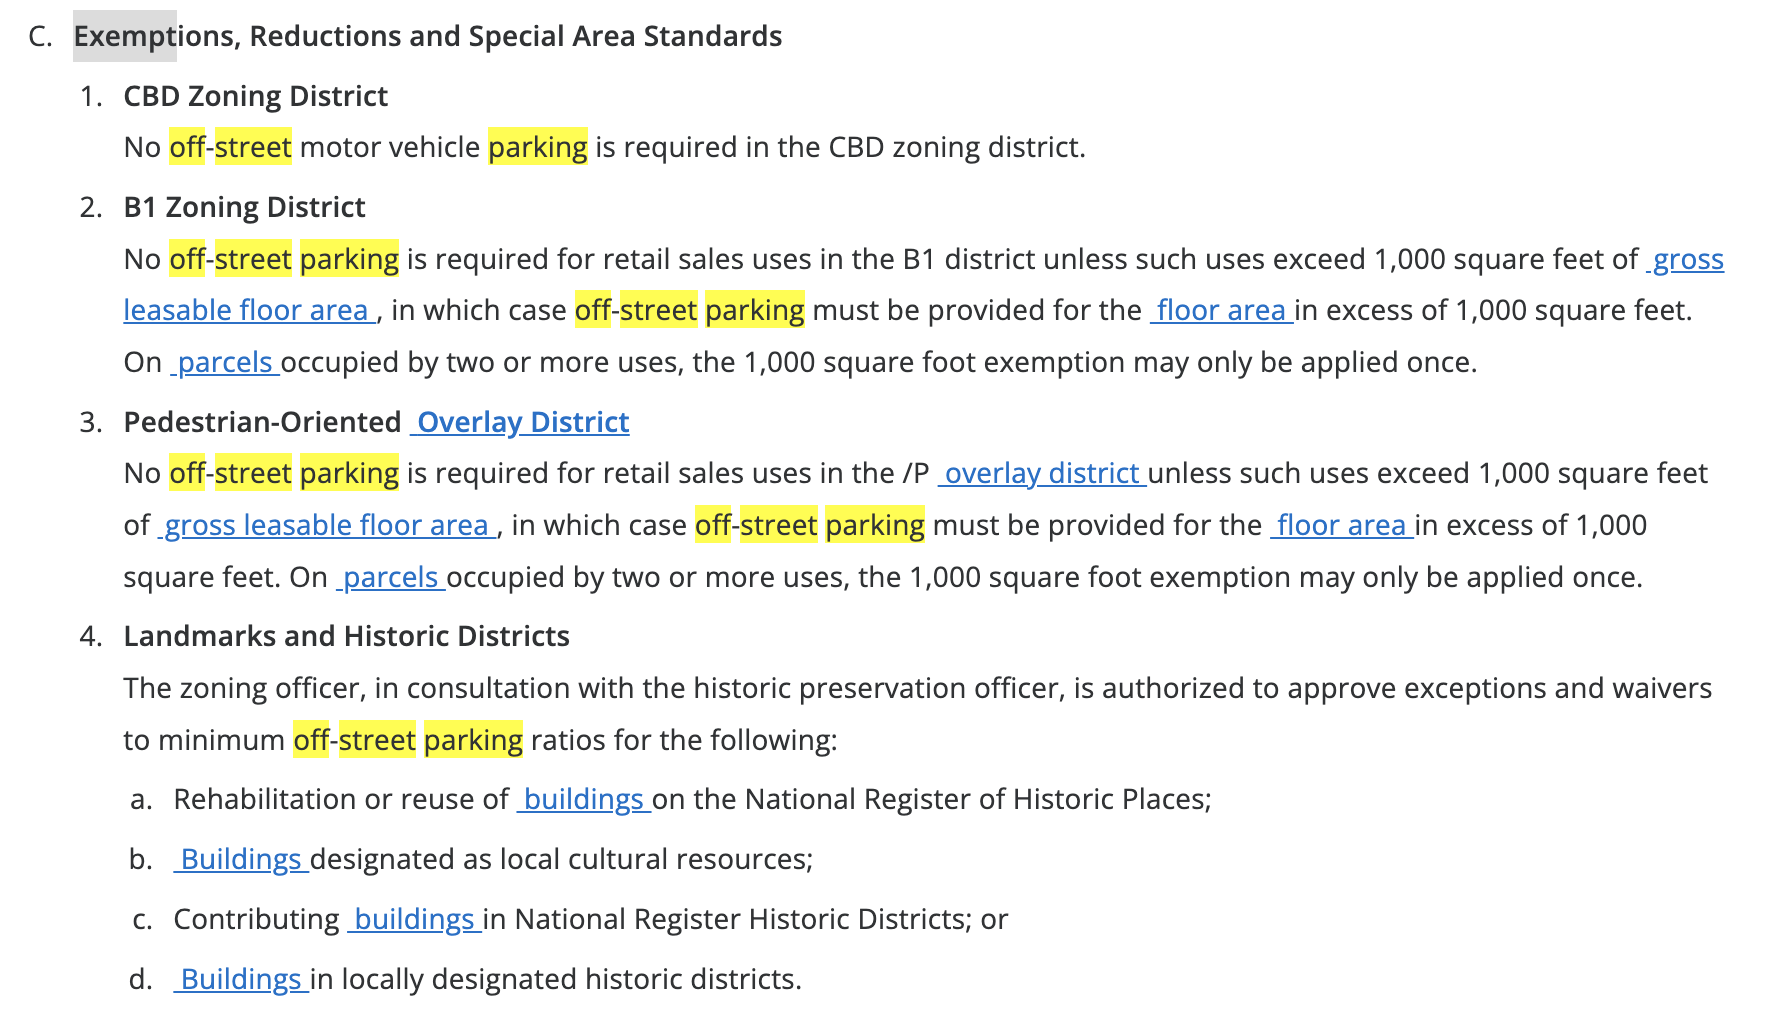 C. Exemptions, Reductions and Special Area Standards
1. CBD Zoning District
No off-street motor vehicle parking is required in the CBD zoning district.
2. B1 Zoning District
No off-street parking is required for retail sales uses in the B1 district unless such uses exceed 1,000 square feet of gross
leasable floor area , in which case off-street parking must be provided for the floor area in excess of 1,000 square feet.
On parcels occupied by two or more uses, the 1,000 square foot exemption may only be applied once.
3. Pedestrian-Oriented Overlay District
No off-street parking is required for retail sales uses in the /P overlay district unless such uses exceed 1,000 square feet
of gross leasable floor area , in which case off-street parking must be provided for the floor area in excess of 1,000
square feet. On parcels occupied by two or more uses, the 1,000 square foot exemption may only be applied once.
4. Landmarks and Historic Districts
The zoning officer, in consultation with the historic preservation officer, is authorized to approve exceptions and waivers
to minimum off-street parking ratios for the following:
a. Rehabilitation or reuse of buildings on the National Register of Historic Places;
b. Buildings designated as local cultural resources;
c. Contributing buildings in National Register Historic Districts; or
d. Buildings in locally designated historic districts.